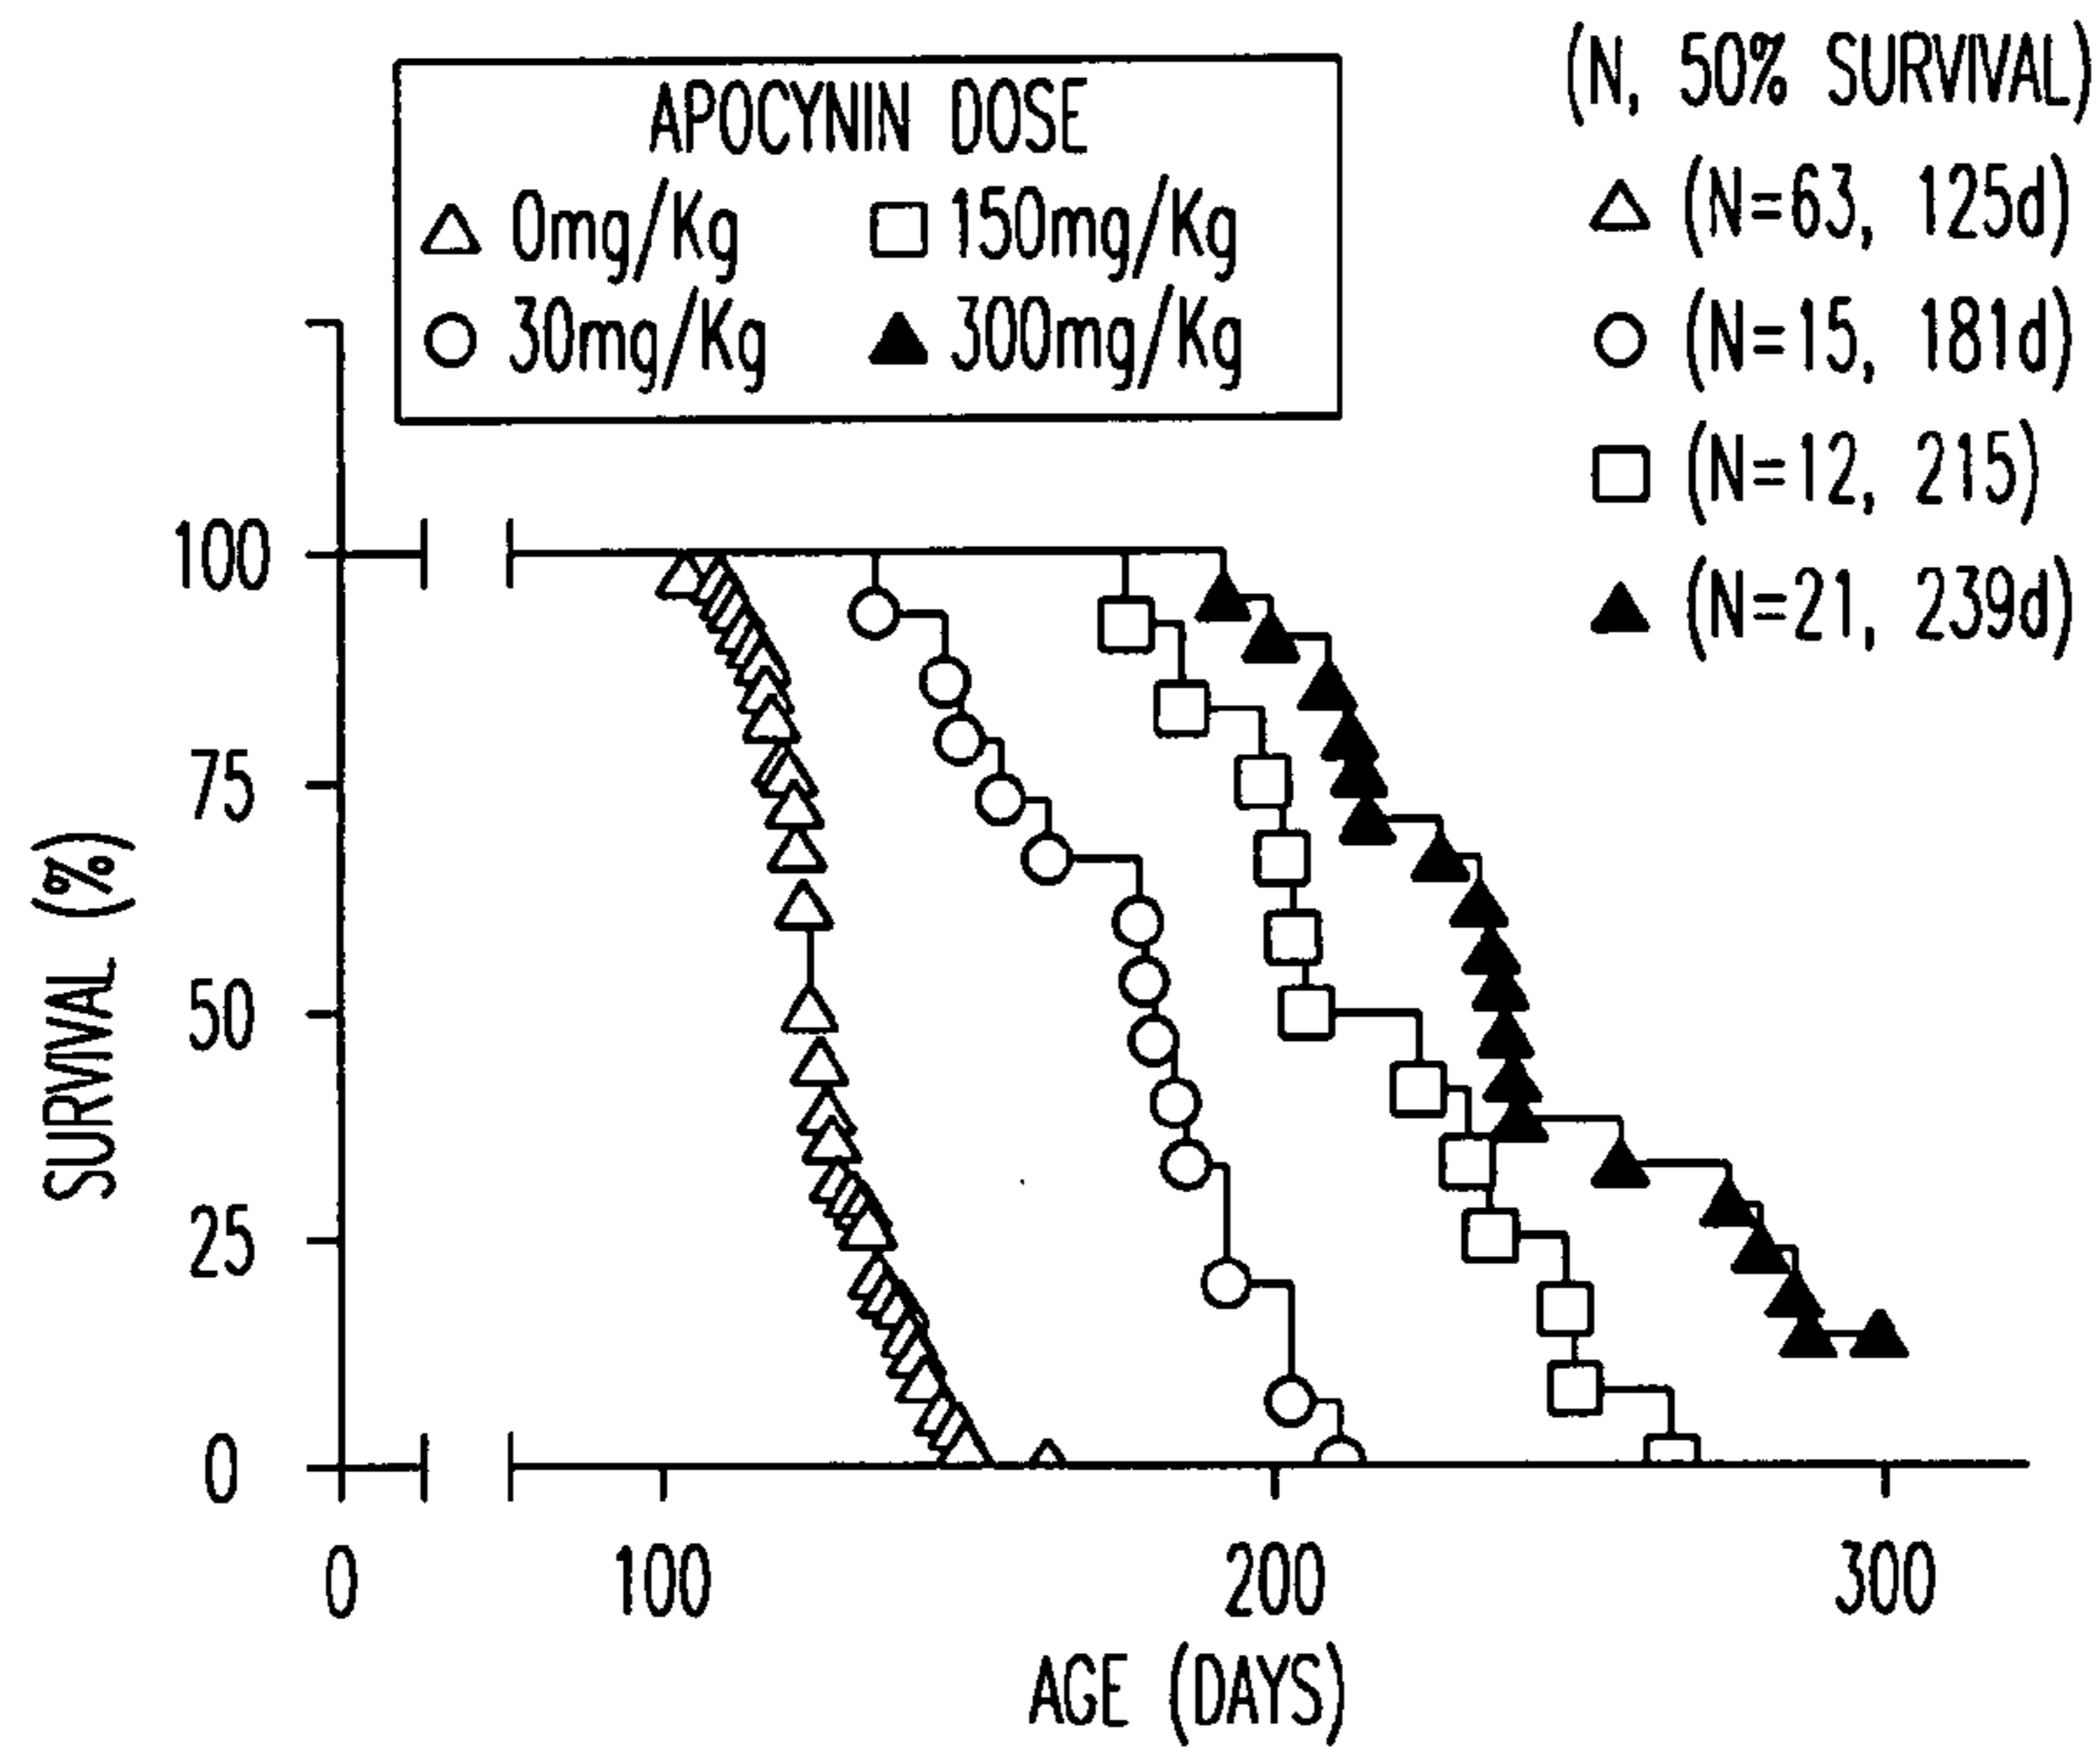 (N, 50% SURVIVAL)
APOCYNIN DOSE
0mg/Kg 150mg/Kg
30mg/Kg 300mg/Kg
(N=63, 125d)
(N=15, 181d)
(N=12, 215)
(N=21, 239d)
SURVIVAL (%)
100
75
50
25
0
0 100 200 300
AGE (DAYS)